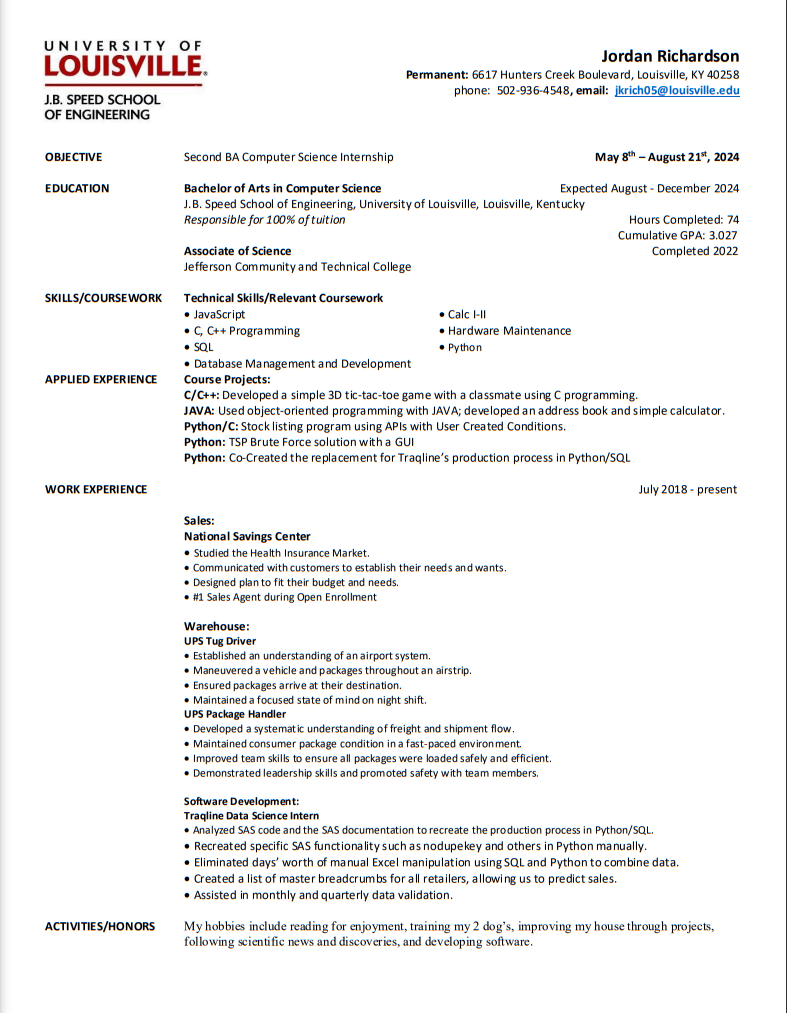 UNIVERSITY OF
LOUISVILLE®
J.B. SPEED SCHOOL
OF ENGINEERING
Jordan Richardson
Permanent: 6617 Hunters Creek Boulevard, Louisville, KY 40258
phone: 502-936-4548, email: jkrich05@louisville.edu
OBJECTIVE Second BA Computer Science Internship May 8th – August 21st, 2024
EDUCATION Bachelor of Arts in Computer Science Expected August - December 2024
J.B. Speed School of Engineering, University of Louisville, Louisville, Kentucky
Responsible for 100% of tuition Hours Completed: 74
Cumulative GPA: 3.027
Associate of Science Completed 2022
Jefferson Community and Technical College
SKILLS/COURSEWORK Technical Skills/Relevant Coursework
• JavaScript • Calc I-II
• C, C++ Programming • Hardware Maintenance
• SQL • Python
• Database Management and Development
APPLIED EXPERIENCE Course Projects:
C/C++: Developed a simple 3D tic-tac-toe game with a classmate using C programming.
JAVA: Used object-oriented programming with JAVA; developed an address book and simple calculator.
Python/C: Stock listing program using APIs with User Created Conditions.
Python: TSP Brute Force solution with a GUI
Python: Co-Created the replacement for Traqline's production process in Python/SQL
WORK EXPERIENCE July 2018 - present
Sales:
National Savings Center
• Studied the Health Insurance Market.
• Communicated with customers to establish their needs and wants.
• Designed plan to fit their budget and needs.
• #1 Sales Agent during Open Enrollment
Warehouse:
UPS Tug Driver
• Established an understanding of an airport system.
• Maneuvered a vehicle and packages throughout an airstrip.
• Ensured packages arrive at their destination.
• Maintained a focused state of mind on night shift.
UPS Package Handler
• Developed a systematic understanding of freight and shipment flow.
• Maintained consumer package condition in a fast-paced environment.
• Improved team skills to ensure all packages were loaded safely and efficient.
• Demonstrated leadership skills and promoted safety with team members.
Software Development:
Traqline Data Science Intern
• Analyzed SAS code and the SAS documentation to recreate the production process in Python/SQL.
• Recreated specific SAS functionality such as nodupekey and others in Python manually.
• Eliminated days' worth of manual Excel manipulation using SQL and Python to combine data.
• Created a list of master breadcrumbs for all retailers, allowing us to predict sales.
• Assisted in monthly and quarterly data validation.
ACTIVITIES/HONORS My hobbies include reading for enjoyment, training my 2 dog's, improving my house through projects,
following scientific news and discoveries, and developing software.